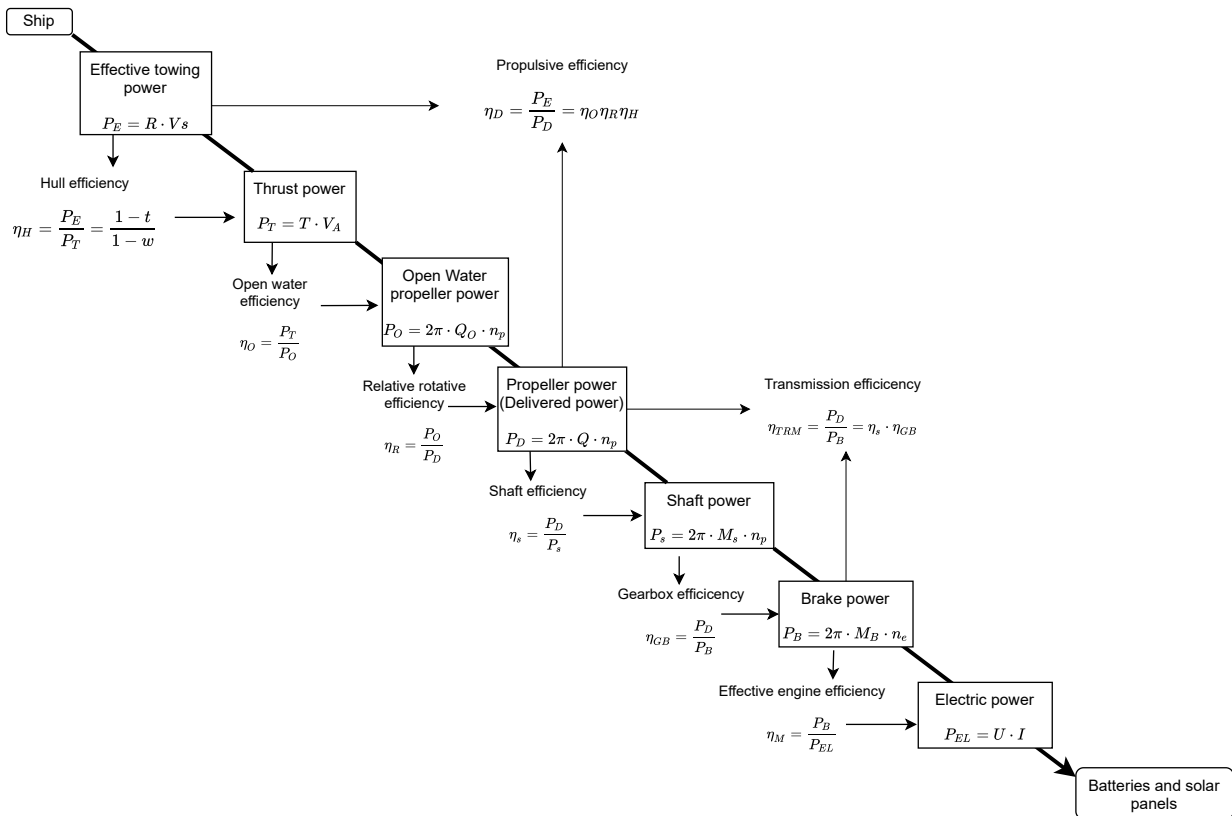 Ship
Effective towing
power
P_E = R · Vs
Propulsive efficiency
η_D = P_E / P_D = η_O η_R η_H
Hull efficiency
η_H = P_E / P_T = (1 − t) / (1 − w)
Thrust power
P_T = T · V_A
Open water
efficiency
η_O = P_T / P_O
Open Water
propeller power
P_O = 2π · Q_O · n_p
Relative rotative
efficiency
η_R = P_O / P_D
Propeller power
(Delivered power)
P_D = 2π · Q · n_p
Transmission efficicency
η_TRM = P_D / P_B = η_s · η_GB
Shaft efficiency
η_s = P_D / P_s
Shaft power
P_s = 2π · M_s · n_p
Gearbox efficicency
η_GB = P_D / P_B
Brake power
P_B = 2π · M_B · n_e
Effective engine efficiency
η_M = P_B / P_EL
Electric power
P_EL = U · I
Batteries and solar
panels